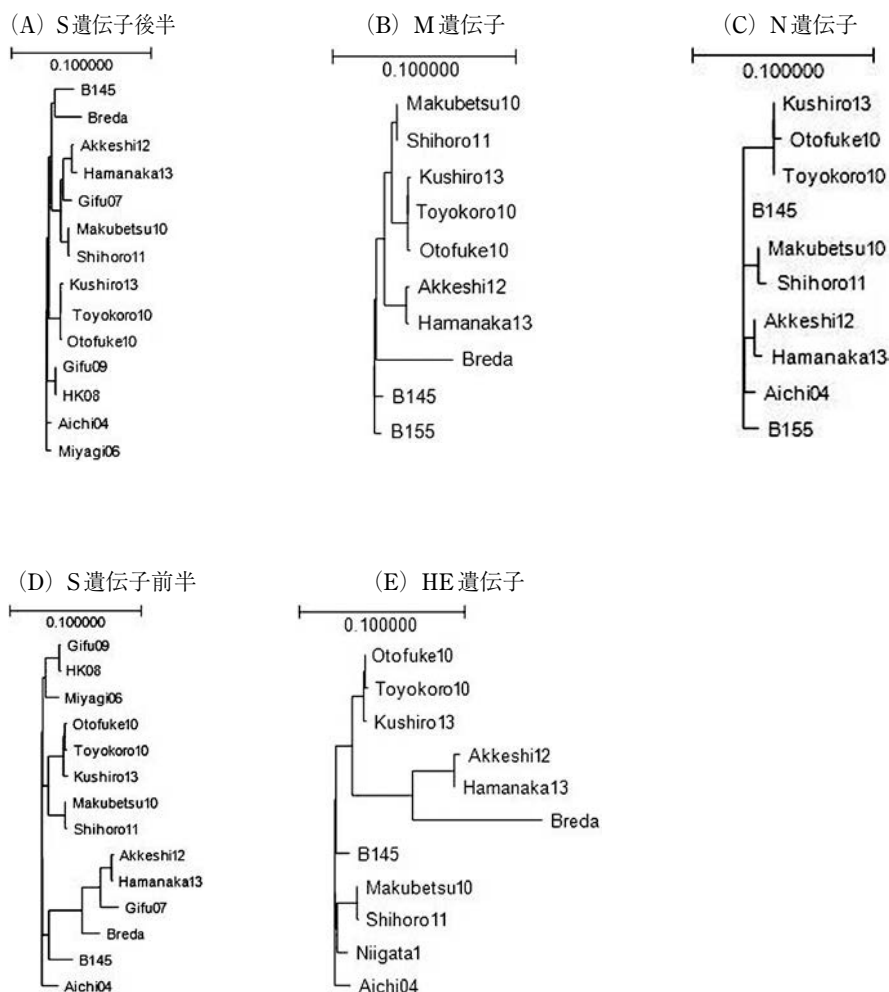 (A) S遺伝子後半
0.100000
B145
Breda
Akkeshi12
Hamanaka13
Gifu07
Makubetsu10
Shihoro11
Kushiro13
Toyokoro10
Otofuke10
Gifu09
HK08
Aichi04
Miyagi06
(B) M遺伝子
0.100000
Makubetsu10
Shihoro11
Kushiro13
Toyokoro10
Otofuke10
Akkeshi12
Hamanaka13
Breda
B145
B155
(C) N遺伝子
0.100000
Kushiro13
Otofuke10
Toyokoro10
B145
Makubetsu10
Shihoro11
Akkeshi12
Hamanaka13
Aichi04
B155
(D) S遺伝子前半
0.100000
Gifu09
HK08
Miyagi06
Otofuke10
Toyokoro10
Kushiro13
Makubetsu10
Shihoro11
Akkeshi12
Hamanaka13
Gifu07
Breda
B145
Aichi04
(E) HE遺伝子
0.100000
Otofuke10
Toyokoro10
Kushiro13
Akkeshi12
Hamanaka13
Breda
B145
Makubetsu10
Shihoro11
Niigata1
Aichi04